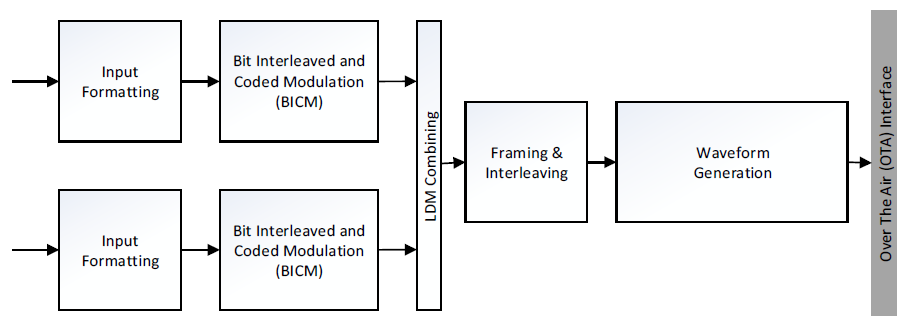 Input
Formatting
Bit Interleaved and
Coded Modulation
(BICM)
Input
Formatting
Bit Interleaved and
Coded Modulation
(BICM)
LDM Combining
Framing &
Interleaving
Waveform
Generation
Over The Air (OTA) Interface